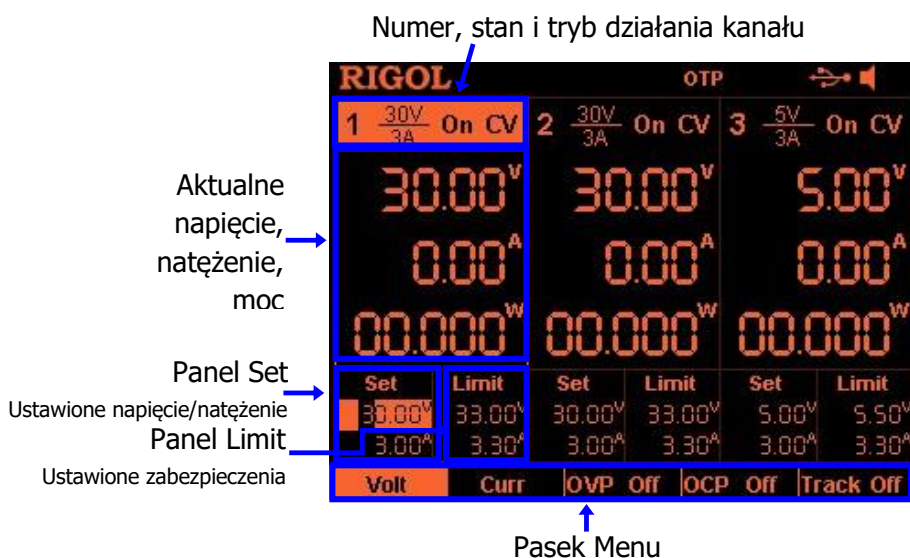 Numer, stan i tryb działania kanału
RIGOL OTP
1 30V/3A On CV 2 30V/3A On CV 3 5V/3A On CV
30.00V 30.00V 5.00V
0.00A 0.00A 0.00A
00.000W 00.000W 00.000W
Set Limit Set Limit Set Limit
30.00V 33.00V 30.00V 33.00V 5.00V 5.50V
3.00A 3.30A 3.00A 3.30A 3.00A 3.30A
Volt Curr OVP Off OCP Off Track Off
Aktualne
napięcie,
natężenie,
moc
Panel Set
Ustawione napięcie/natężenie
Panel Limit
Ustawione zabezpieczenia
Pasek Menu